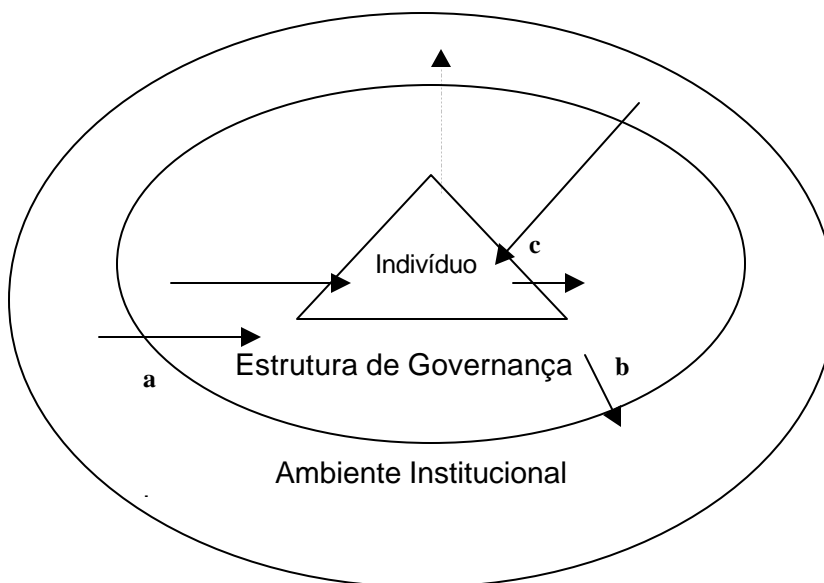 c
Indivíduo
Estrutura de Governança
b
a
Ambiente Institucional